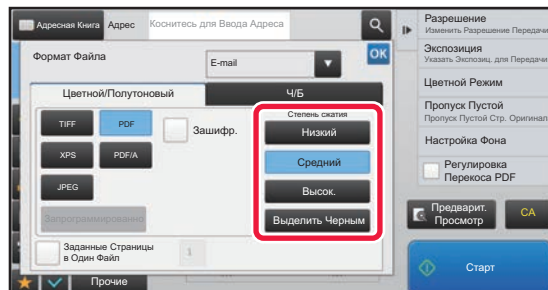 Адресная Книга
Адрес
Коснитесь для Ввода Адреса
Формат Файла
E-mail
OK
Цветной/Полутоновый
Ч/Б
TIFF
PDF
Зашифр.
XPS
PDF/A
JPEG
Запрограммированно
Степень сжатия
Низкий
Средний
Высок.
Выделить Черным
Заданные Страницы
в Один Файл
1
Прочие
Разрешение
Изменить Разрешение Передачи
Экспозиция
Указать Экспозиц. для Передачи
Цветной Режим
Пропуск Пустой
Пропуск Пустой Стр. Оригинал
Настройка Фона
Регулировка
Перекоса PDF
Предварит.
Просмотр
CA
Старт